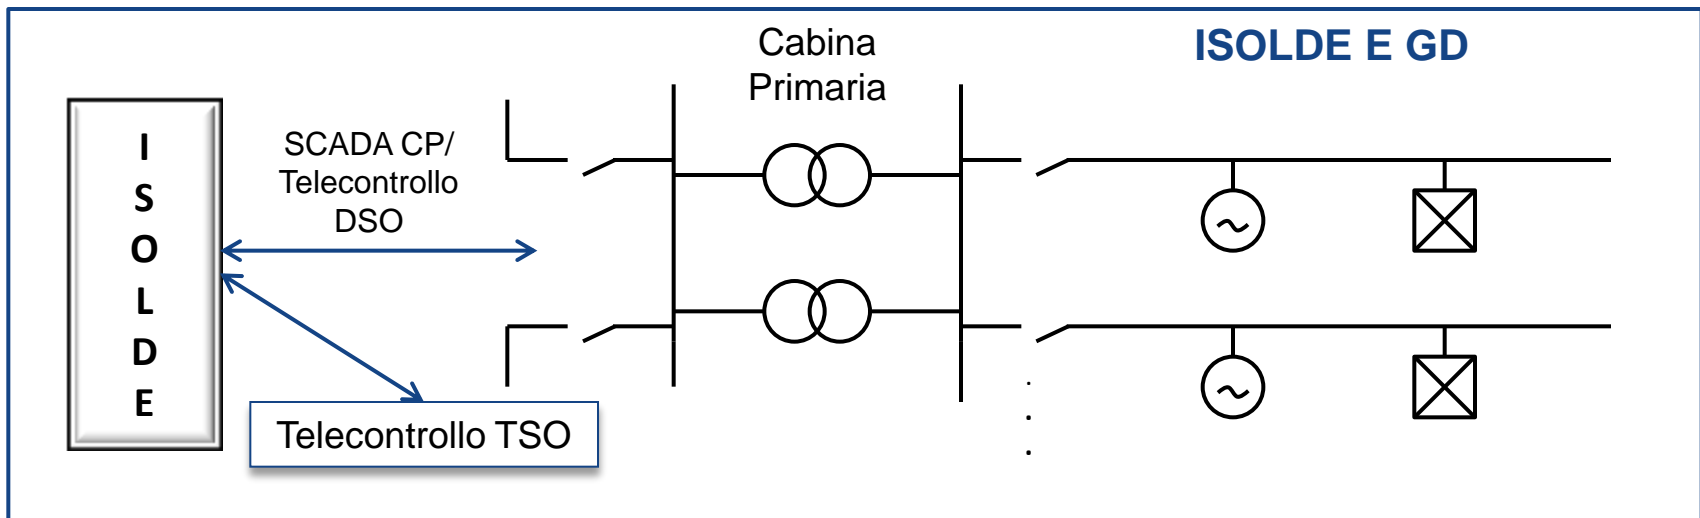 ISOLDE E GD
Cabina
Primaria
I
S
O
L
D
E
SCADA CP/
Telecontrollo
DSO
Telecontrollo TSO